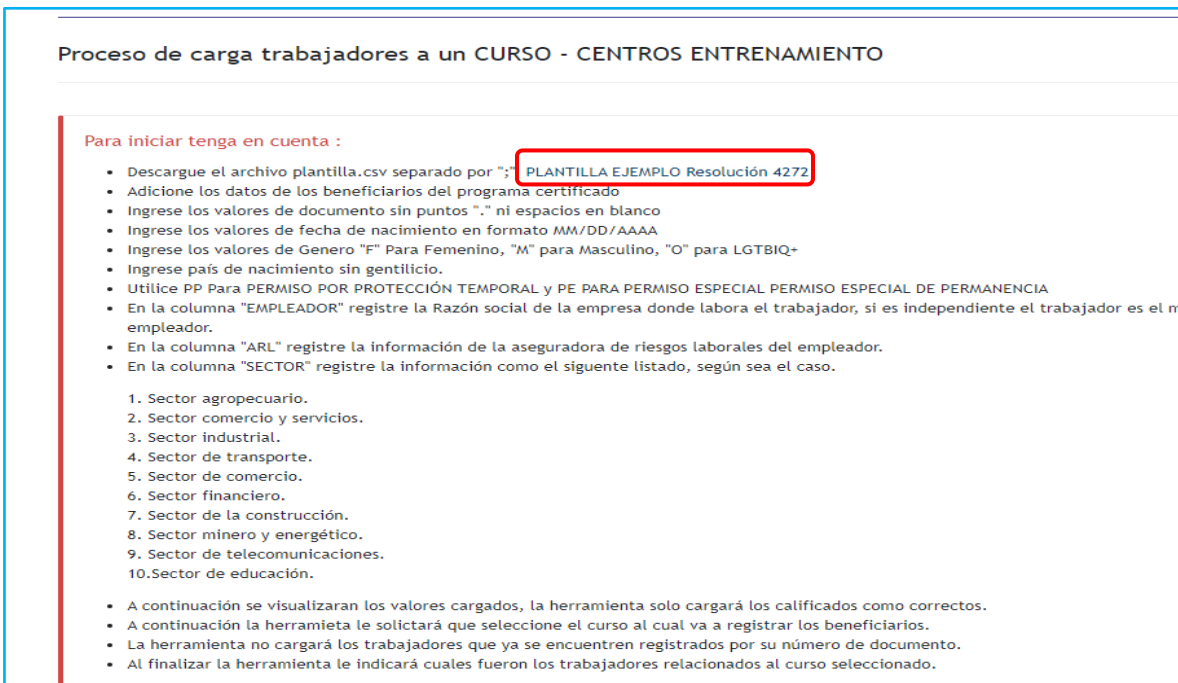 Proceso de carga trabajadores a un CURSO - CENTROS ENTRENAMIENTO
Para iniciar tenga en cuenta :
• Descargue el archivo plantilla.csv separado por ";" PLANTILLA EJEMPLO Resolución 4272
• Adicione los datos de los beneficiarios del programa certificado
• Ingrese los valores de documento sin puntos "." ni espacios en blanco
• Ingrese los valores de fecha de nacimiento en formato MM/DD/AAAA
• Ingrese los valores de Genero "F" Para Femenino, "M" para Masculino, "O" para LGTBIQ+
• Ingrese país de nacimiento sin gentilicio.
• Utilice PP Para PERMISO POR PROTECCIÓN TEMPORAL y PE PARA PERMISO ESPECIAL PERMISO ESPECIAL DE PERMANENCIA
• En la columna "EMPLEADOR" registre la Razón social de la empresa donde labora el trabajador, si es independiente el trabajador es el
empleador.
• En la columna "ARL" registre la información de la aseguradora de riesgos laborales del empleador.
• En la columna "SECTOR" registre la información como el siguente listado, según sea el caso.
1. Sector agropecuario.
2. Sector comercio y servicios.
3. Sector industrial.
4. Sector de transporte.
5. Sector de comercio.
6. Sector financiero.
7. Sector de la construcción.
8. Sector minero y energético.
9. Sector de telecomunicaciones.
10.Sector de educación.
• A continuación se visualizaran los valores cargados, la herramienta solo cargará los calificados como correctos.
• A continuación la herramieta le solictará que seleccione el curso al cual va a registrar los beneficiarios.
• La herramienta no cargará los trabajadores que ya se encuentren registrados por su número de documento.
• Al finalizar la herramienta le indicará cuales fueron los trabajadores relacionados al curso seleccionado.